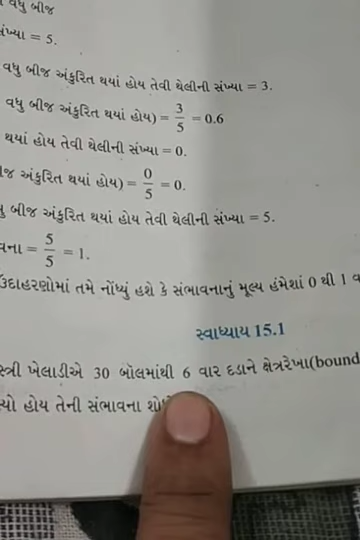 વધુ બીજ
સંખ્યા = 5.
વધુ બીજ અંકુરિત થયાં હોય તેવી થેલીની સંખ્યા = 3.
વધુ બીજ અંકુરિત થયાં હોય) = 3/5 = 0.6
થયાં હોય તેવી થેલીની સંખ્યા = 0.
અંકુરિત થયાં હોય) = 0/5 = 0.
બીજ અંકુરિત થયાં હોય તેવી થેલીની સંખ્યા = 5.
= 5/5 = 1.
ઉદાહરણોમાં તમે નોંધ્યું હશે કે સંભાવનાનું મૂલ્ય હંમેશાં 0 થી 1
સ્વાધ્યાય 15.1
સ્ત્રી ખેલાડીએ 30 બૉલમાંથી 6 વાર દડાને ક્ષેત્રરેખા(bound
હોય તેની સંભાવના